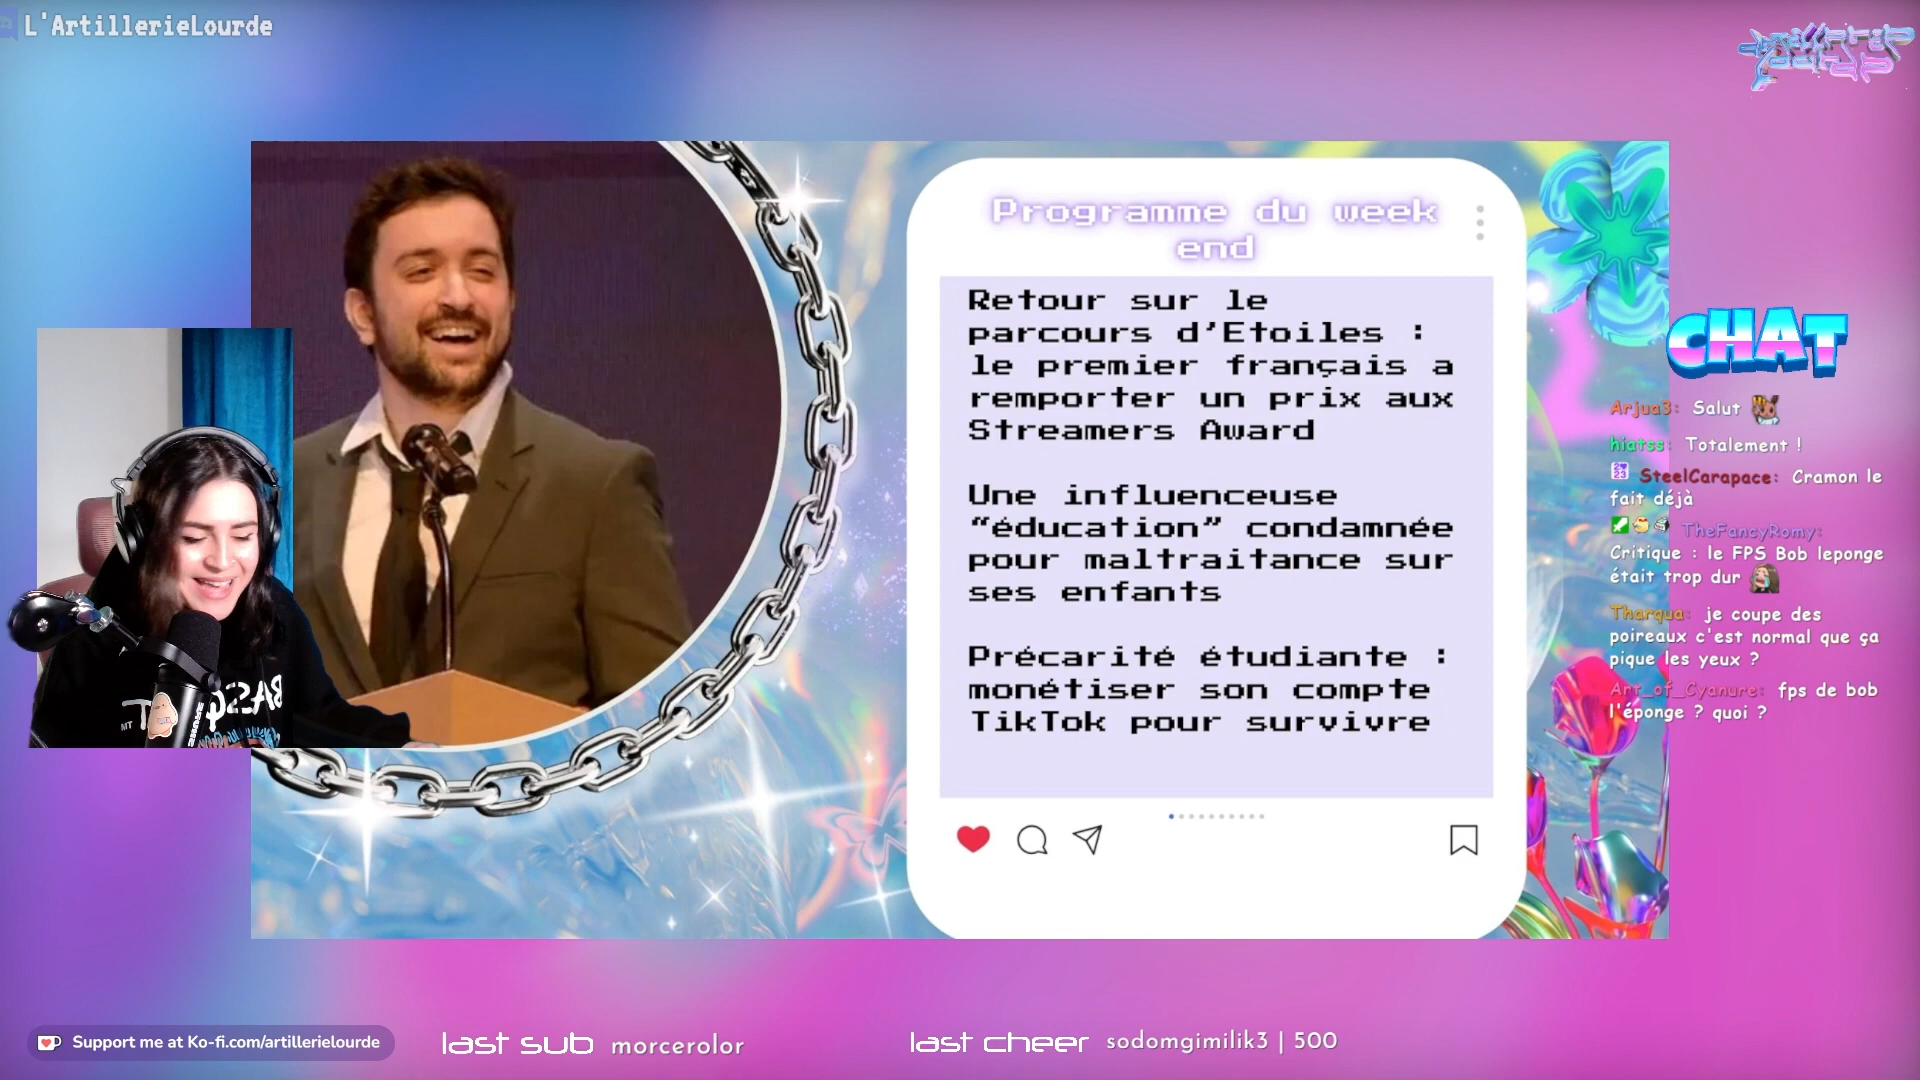 L'ArtillerieLourde
Programme du week
end
Retour sur le
parcours d'Etoiles :
le premier français a
remporter un prix aux
Streamers Award
Une influenceuse
"éducation" condamnée
pour maltraitance sur
ses enfants
Précarité étudiante :
monétiser son compte
TikTok pour survivre
CHAT
Arjua3: Salut
hiatss: Totalement !
SteelCarapace: Cramon le
fait déjà
TheFancyRomy:
Critique : le FPS Bob leponge
était trop dur
Tharqua: je coupe des
poireaux c'est normal que ça
pique les yeux ?
Art_of_Cyanure: fps de bob
l'éponge ? quoi ?
Support me at Ko-fi.com/artillerielourde
last sub morcerolor
last cheer sodomgimilik3 | 500